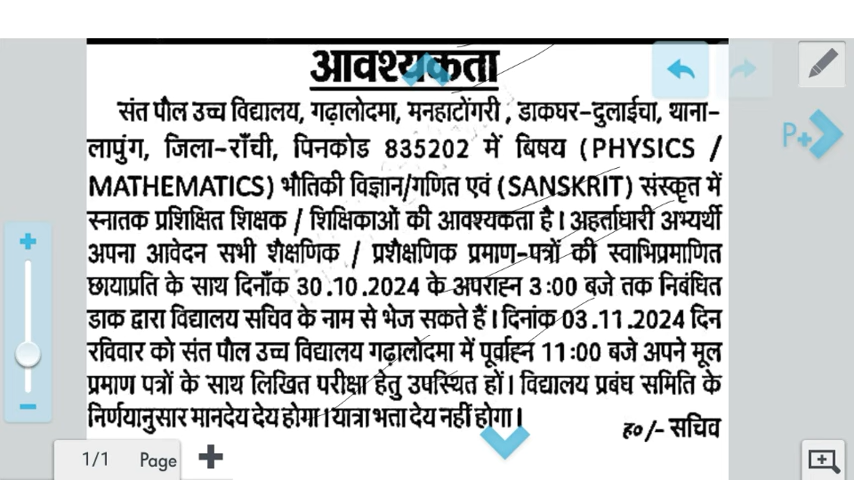 आवश्यकता
संत पौल उच्च विद्यालय, गढ़ालोदमा, मनहाटोंगरी , डाकघर-दुलाईचा, थाना-
लापुंग, जिला-राँची, पिनकोड 835202 में बिषय (PHYSICS /
MATHEMATICS) भौतिकी विज्ञान/गणित एवं (SANSKRIT) संस्कृत में
स्नातक प्रशिक्षित शिक्षक / शिक्षिकाओं की आवश्यकता है। अहर्ताधारी अभ्यर्थी
अपना आवेदन सभी शैक्षणिक / प्रशैक्षणिक प्रमाण-पत्रों की स्वाभिप्रमाणित
छायाप्रति के साथ दिनाँक 30.10.2024 के अपराह्न 3:00 बजे तक निबंधित
डाक द्वारा विद्यालय सचिव के नाम से भेज सकते हैं। दिनांक 03.11.2024 दिन
रविवार को संत पौल उच्च विद्यालय गढ़ालोदमा में पूर्वाह्न 11:00 बजे अपने मूल
प्रमाण पत्रों के साथ लिखित परीक्षा हेतु उपस्थित हों। विद्यालय प्रबंध समिति के
निर्णयानुसार मानदेय देय होगा। यात्रा भत्ता देय नहीं होगा।
ह०/- सचिव
P+
1/1 Page +